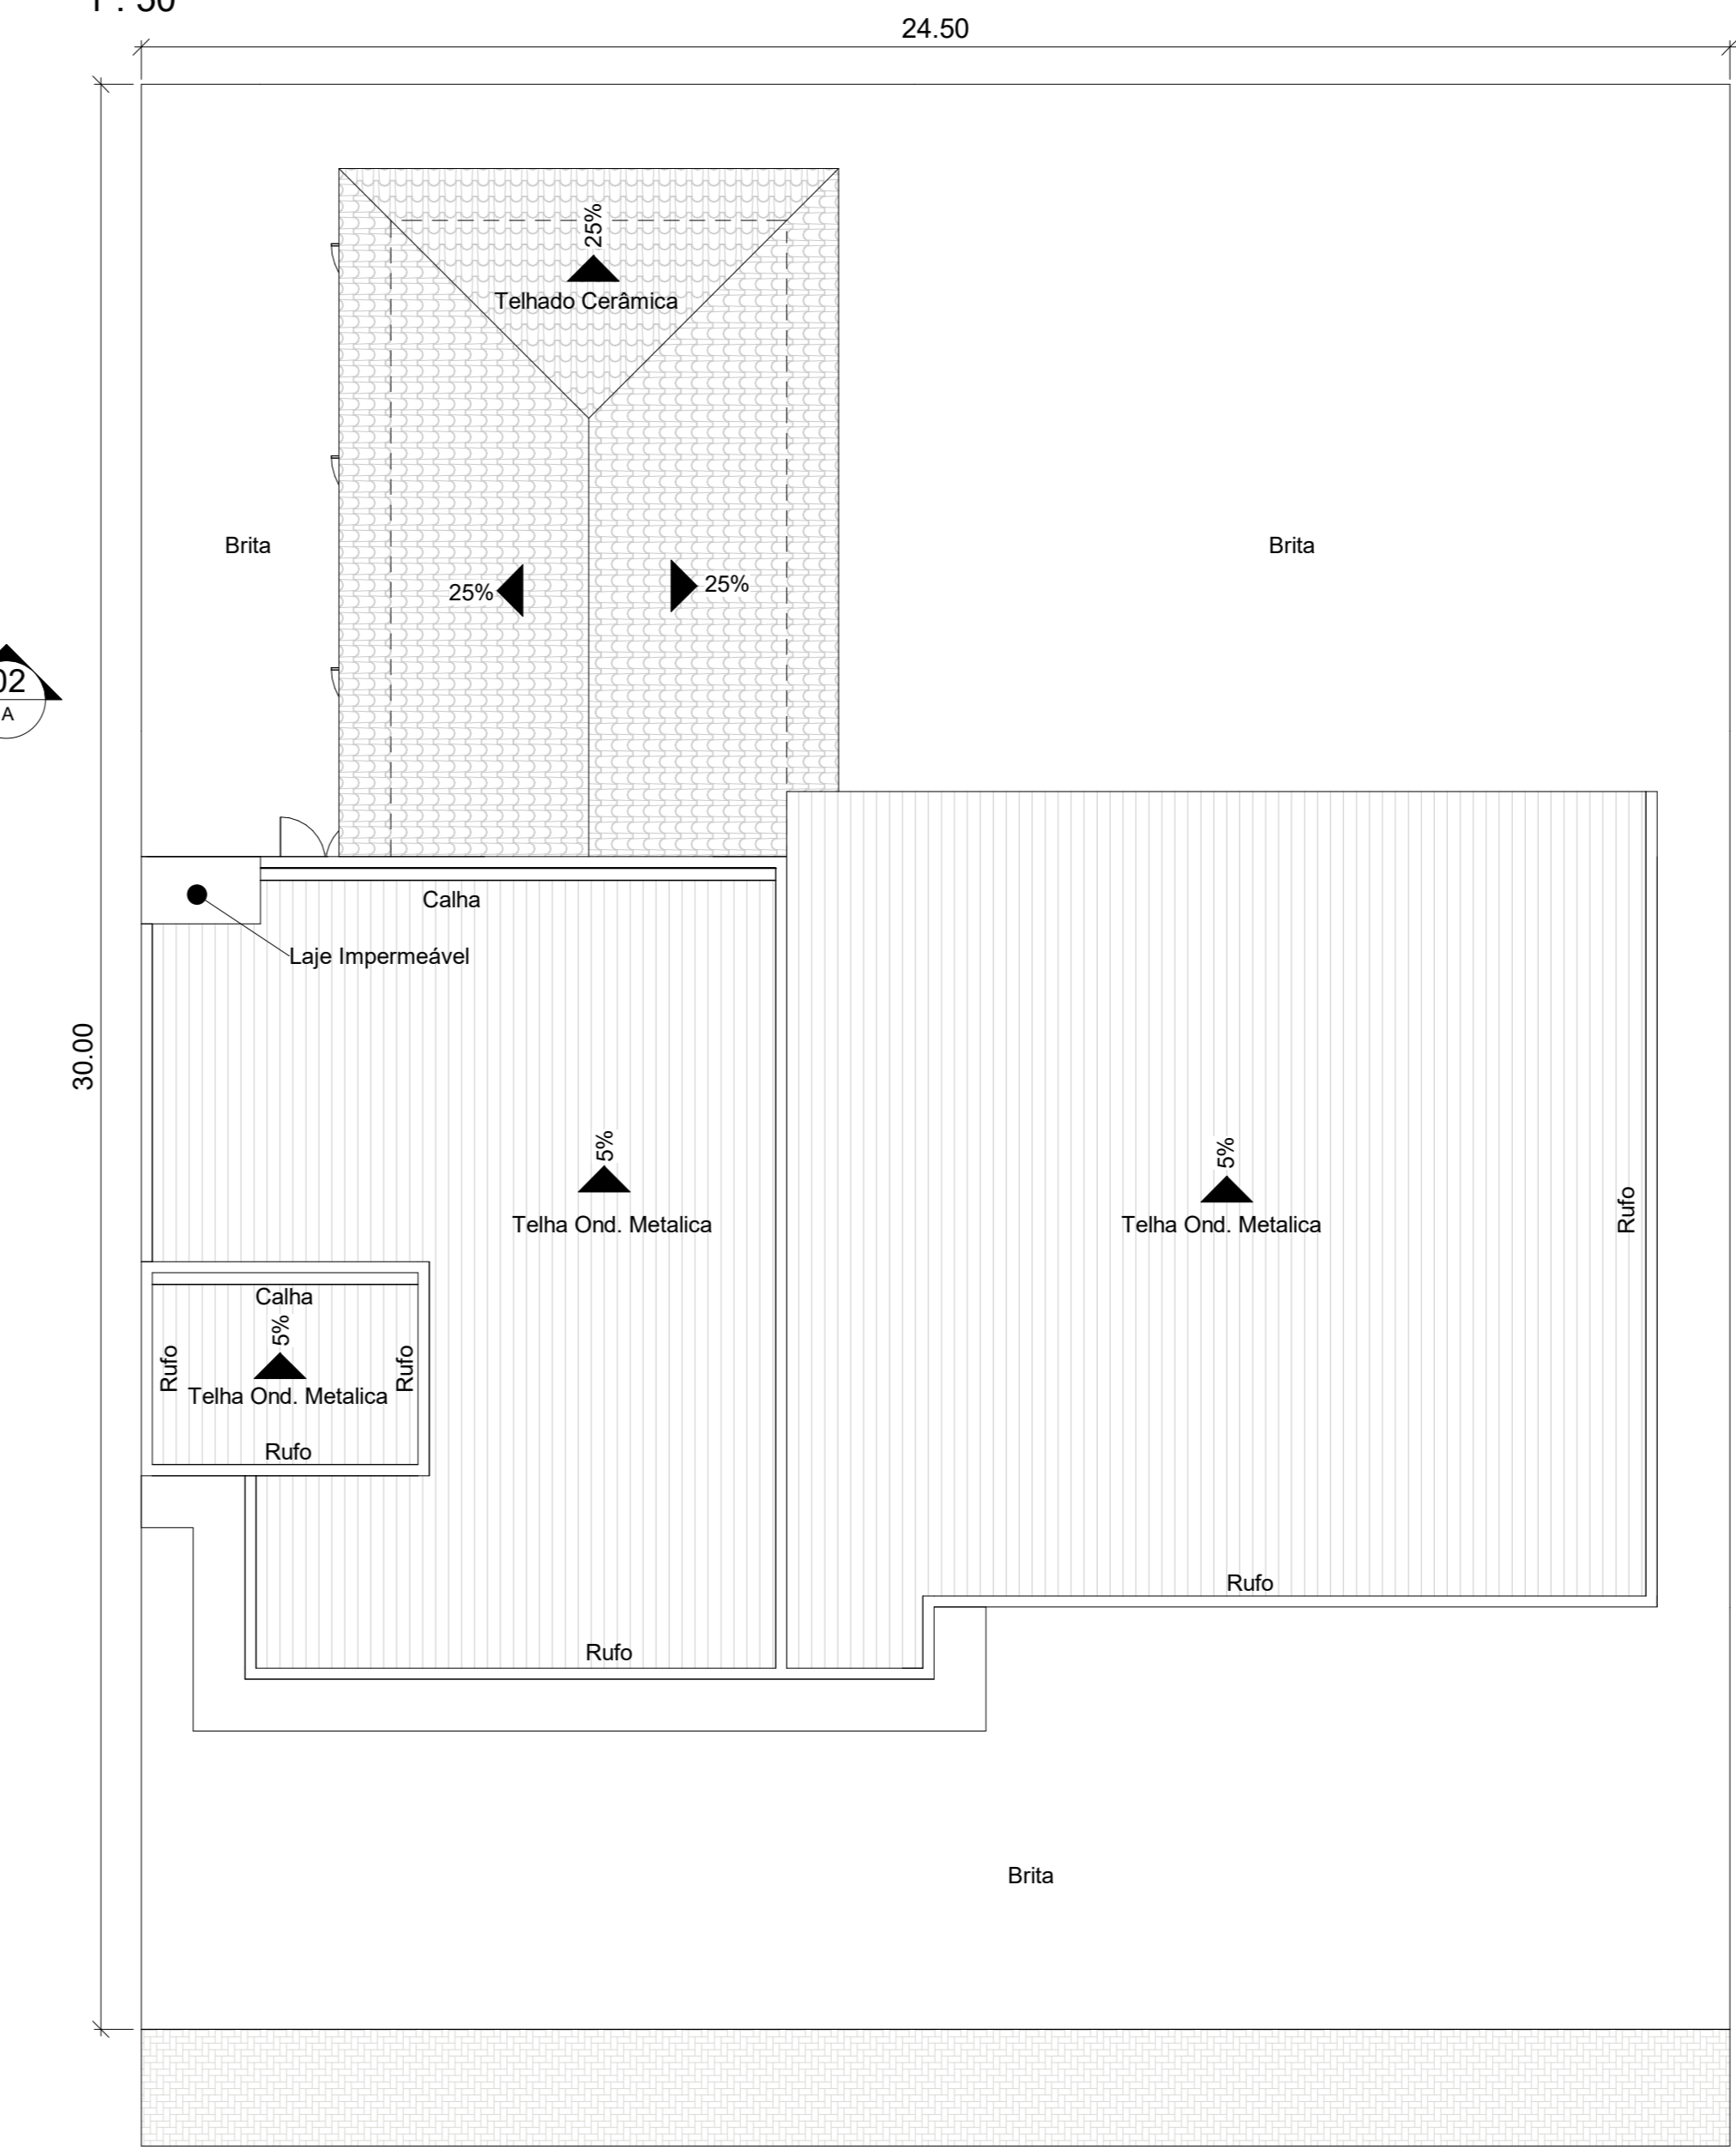 1 : 50
24.50
25%
Telhado Cerâmica
Brita
Brita
25%
25%
02
A
Calha
Laje Impermeável
30.00
5%
Telha Ond. Metalica
5%
Telha Ond. Metalica
Rufo
Calha
5%
Rufo
Rufo
Telha Ond. Metalica
Rufo
Rufo
Rufo
Brita